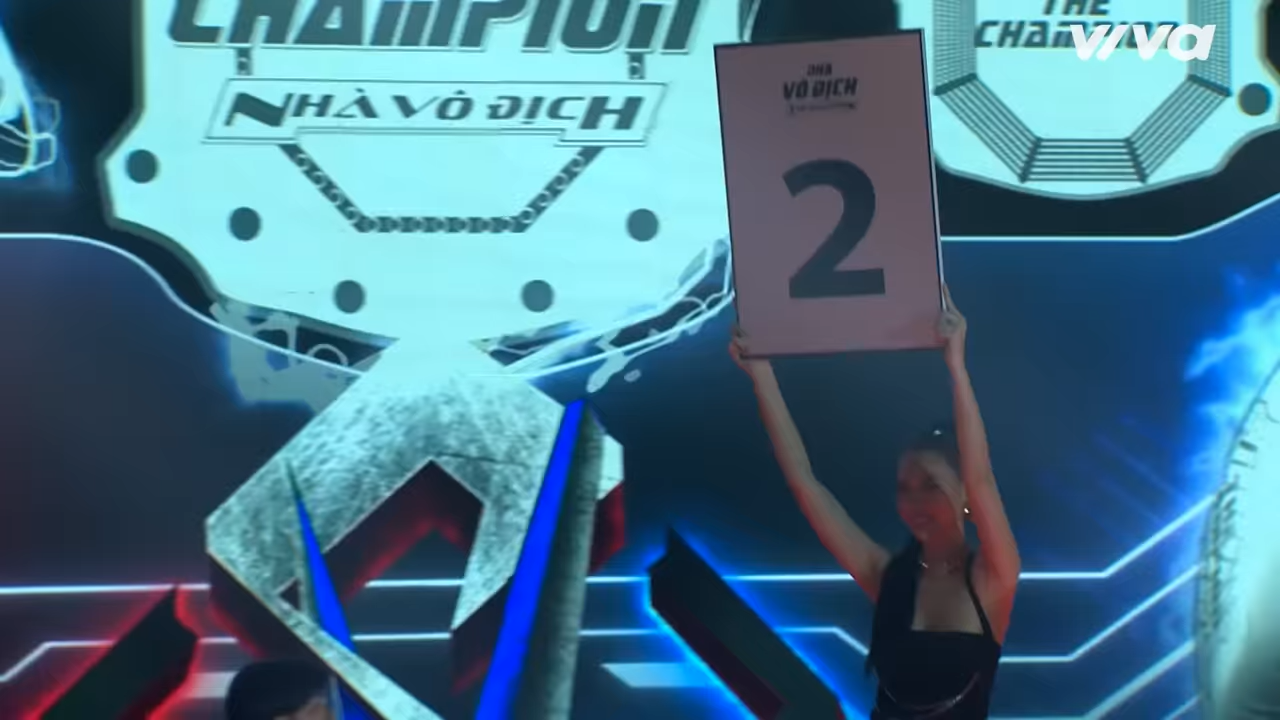 CHAMPION
NHÀ VÔ ĐỊCH
THE
CHAMPION
VIVA
NHÀ
VÔ ĐỊCH
2